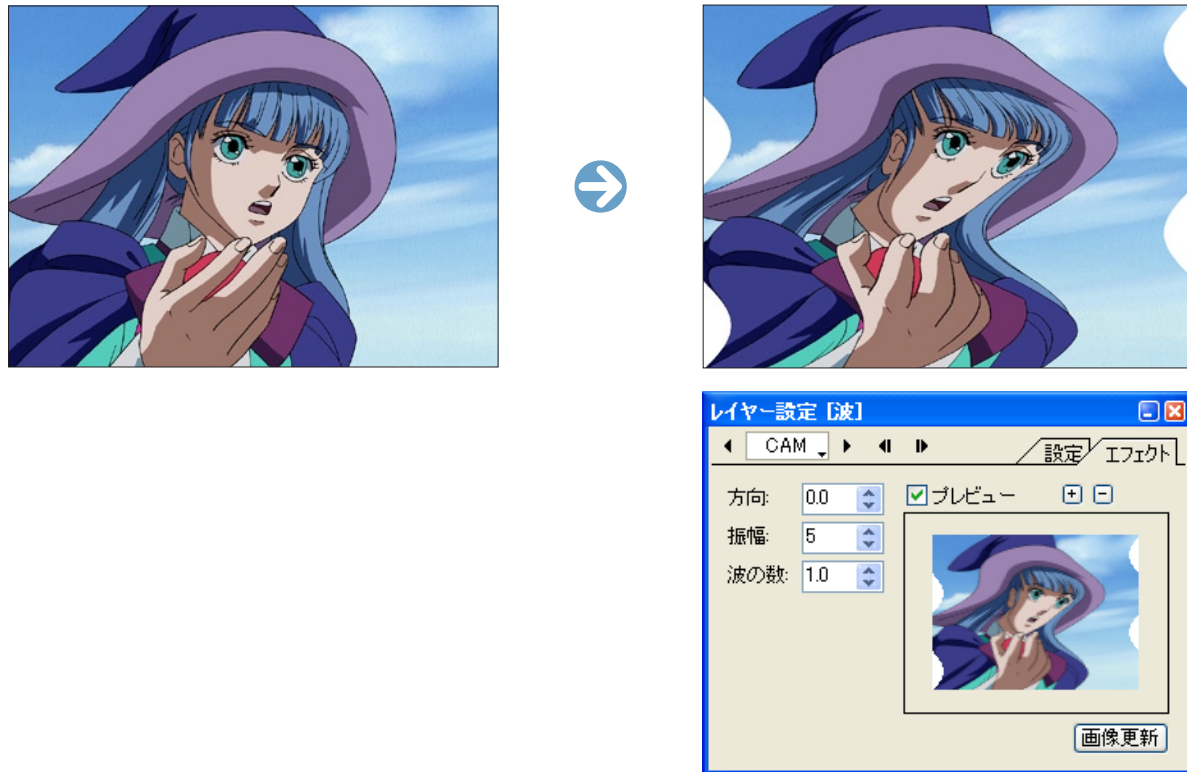 レイヤー設定 [波]
CAM
設定
エフェクト
方向: 0.0
プレビュー
振幅: 5
波の数: 1.0
画像更新